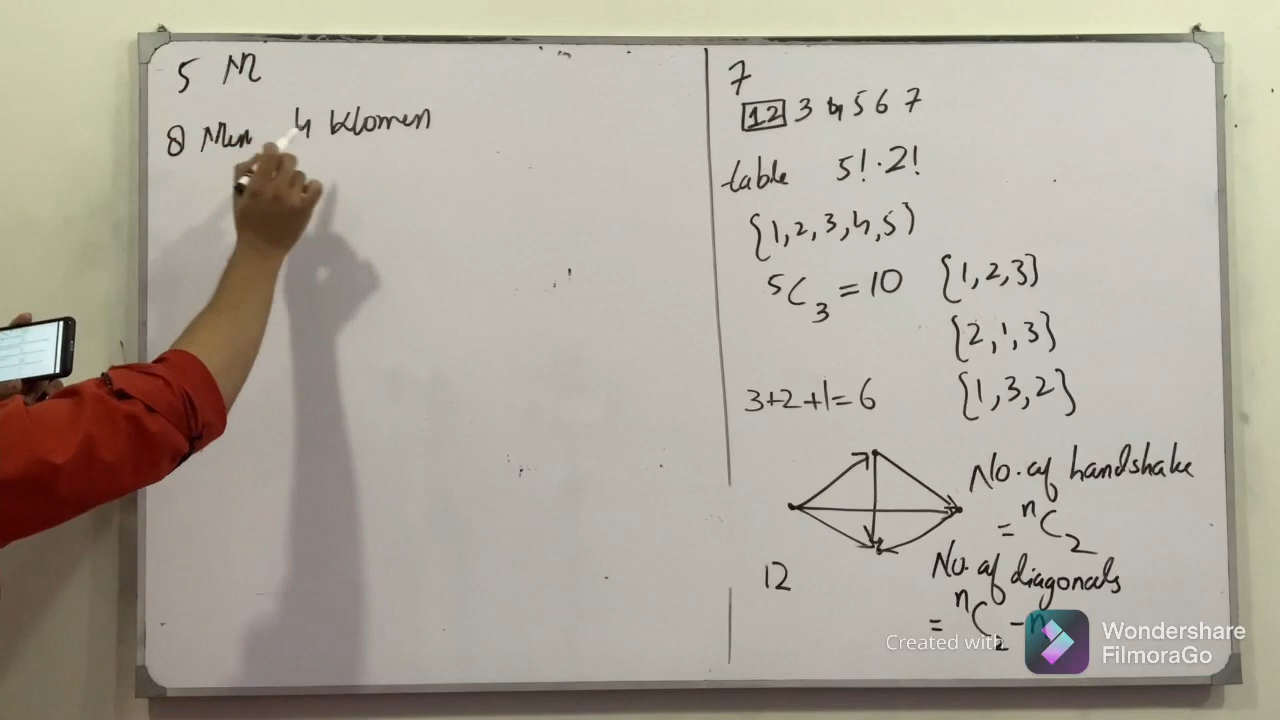 5 M
8 Men 4 Women
7
12 3 4 5 6 7
table 5! · 2!
{1,2,3,4,5}
⁵C₃ = 10 {1,2,3}
{2,1,3}
3+2+1=6 {1,3,2}
No. of handshake
= ⁿC₂
12
No. of diagonals
= ⁿC₂ - n
Created with
Wondershare
FilmoraGo